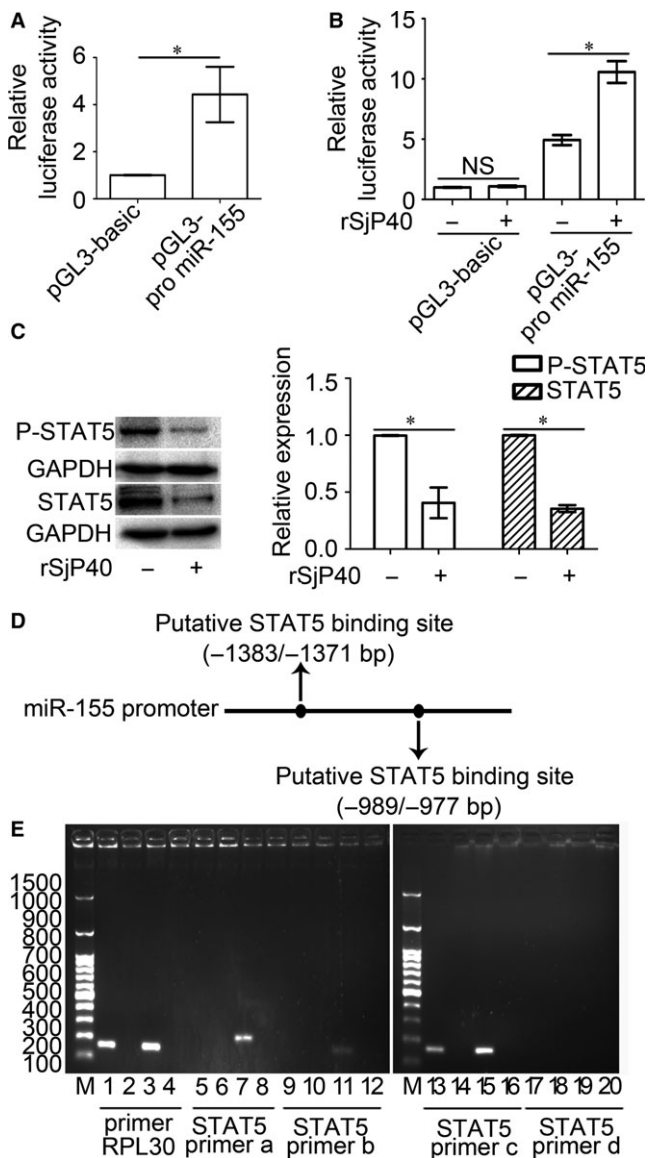 A
Relative
luciferase activity
6
4
2
0
*
pGL3-basic
pGL3-
pro miR-155
B
Relative
luciferase activity
15
10
5
0
NS
*
rSjP40 – + – +
pGL3-basic
pGL3-
pro miR-155
C
P-STAT5
GAPDH
STAT5
GAPDH
rSjP40 – +
P-STAT5
STAT5
Relative expression
1.5
1.0
0.5
0.0
* *
rSjP40 – + – +
D
Putative STAT5 binding site
(–1383/–1371 bp)
miR-155 promoter
Putative STAT5 binding site
(–989/–977 bp)
E
1500
1000
900
800
700
600
500
400
300
200
100
M 1 2 3 4 5 6 7 8 9 10 11 12 M 13 14 15 16 17 18 19 20
primer
RPL30
STAT5
primer a
STAT5
primer b
STAT5
primer c
STAT5
primer d